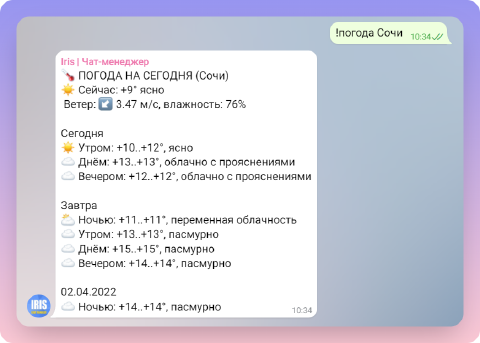 !погода Сочи 10:34
Iris | Чат-менеджер
🌡 ПОГОДА НА СЕГОДНЯ (Сочи)
☀️ Сейчас: +9° ясно
Ветер: ↙️ 3.47 м/с, влажность: 76%
Сегодня
☀️ Утром: +10..+12°, ясно
☁️ Днём: +13..+13°, облачно с прояснениями
☁️ Вечером: +12..+12°, облачно с прояснениями
Завтра
🌥 Ночью: +11..+11°, переменная облачность
☁️ Утром: +13..+13°, пасмурно
☁️ Днём: +15..+15°, пасмурно
☁️ Вечером: +14..+14°, пасмурно
02.04.2022
☁️ Ночью: +14..+14°, пасмурно
10:34
IRIS